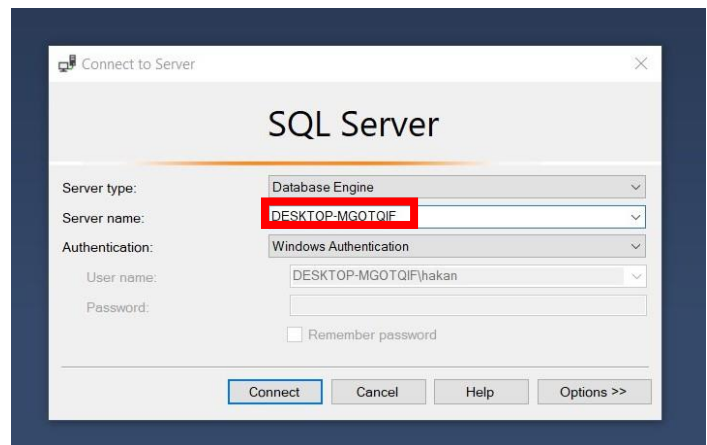 Connect to Server
SQL Server
Server type: Database Engine
Server name: DESKTOP-MGOTQIF
Authentication: Windows Authentication
User name: DESKTOP-MGOTQIF\hakan
Password:
Remember password
Connect Cancel Help Options >>